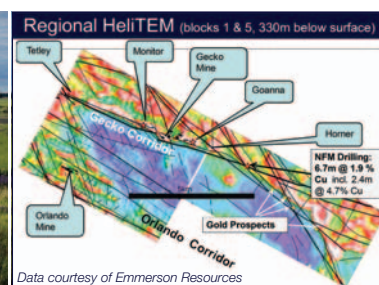 Regional HeliTEM (blocks 1 & 5, 330m below surface)
Tetley
Monitor
Gecko
Mine
Goanna
Homer
Gecko Corridor
NFM Drilling:
6.7m @ 1.9 %
Cu incl. 2.4m
@ 4.7% Cu
Orlando
Mine
Gold Prospects
Orlando Corridor
Data courtesy of Emmerson Resources